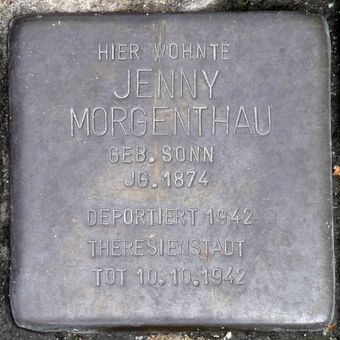 HIER WOHNTE
JENNY
MORGENTHAU
GEB. SONN
JG. 1874
DEPORTIERT 1942
THERESIENSTADT
TOT 10.10.1942